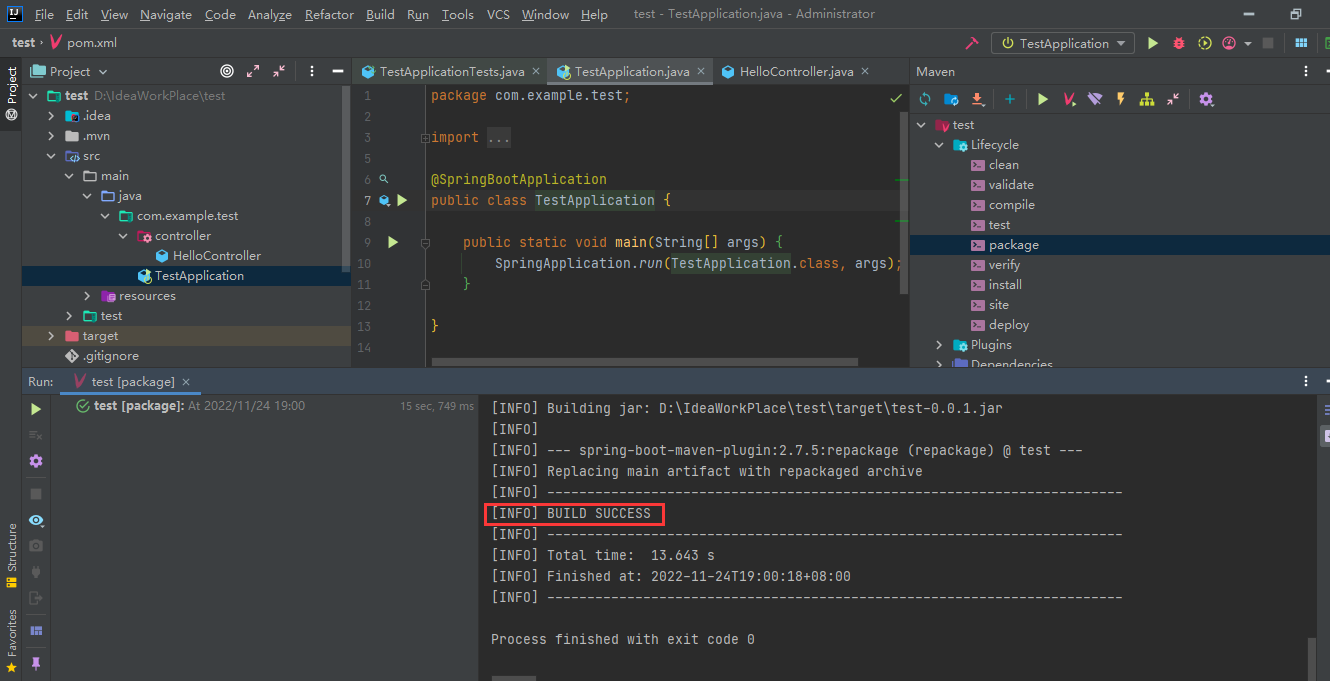 File Edit View Navigate Code Analyze Refactor Build Run Tools VCS Window Help test - TestApplication.java - Administrator
test › pom.xml
TestApplication
Project
Structure
Favorites
Project
test D:\IdeaWorkPlace\test
.idea
.mvn
src
main
java
com.example.test
controller
HelloController
TestApplication
resources
test
target
.gitignore
TestApplicationTests.java × TestApplication.java × HelloController.java ×
1 package com.example.test;
2
3 import ...
5
6 @SpringBootApplication
7 public class TestApplication {
8
9 public static void main(String[] args) {
10 SpringApplication.run(TestApplication.class, args);
11 }
12
13 }
14
Maven
test
Lifecycle
clean
validate
compile
test
package
verify
install
site
deploy
Plugins
Dependencies
Run: test [package] ×
test [package]: At 2022/11/24 19:00 15 sec, 749 ms
[INFO] Building jar: D:\IdeaWorkPlace\test\target\test-0.0.1.jar
[INFO]
[INFO] --- spring-boot-maven-plugin:2.7.5:repackage (repackage) @ test ---
[INFO] Replacing main artifact with repackaged archive
[INFO] ------------------------------------------------------------------------
[INFO] BUILD SUCCESS
[INFO] ------------------------------------------------------------------------
[INFO] Total time:  13.643 s
[INFO] Finished at: 2022-11-24T19:00:18+08:00
[INFO] ------------------------------------------------------------------------
Process finished with exit code 0